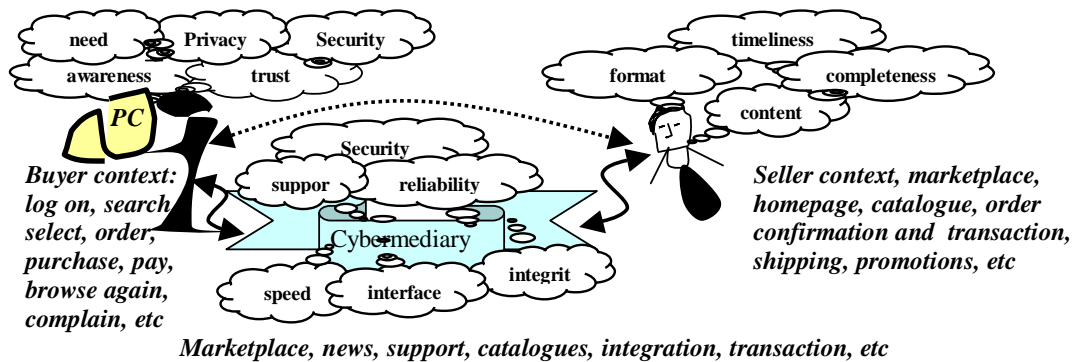 need Privacy Security timeliness
awareness trust format completeness
PC content
Security
Buyer context:
log on, search
select, order,
purchase, pay,
browse again,
complain, etc
suppor reliability
Cybermediary
speed interface integrit
Seller context, marketplace,
homepage, catalogue, order
confirmation and transaction,
shipping, promotions, etc
Marketplace, news, support, catalogues, integration, transaction, etc